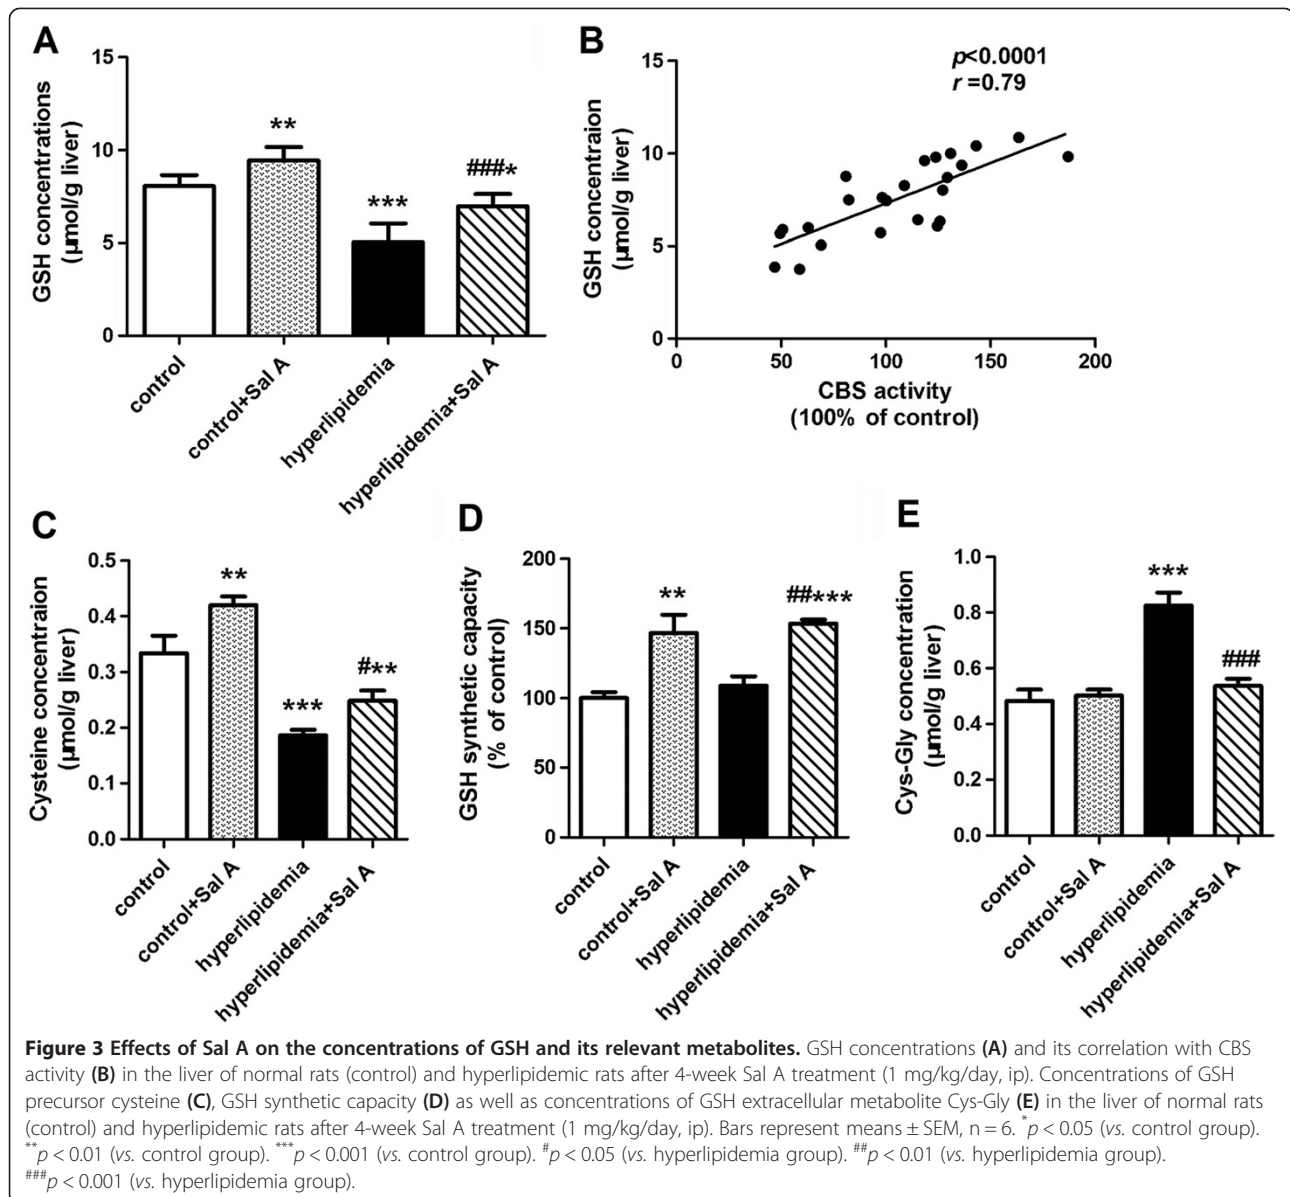 A
15
10
5
0
GSH concentrations
(µmol/g liver)
**
***
###*
control
control+Sal A
hyperlipidemia
hyperlipidemia+Sal A
B
p<0.0001
r =0.79
15
10
5
0
GSH concentraion
(µmol/g liver)
0
50
100
150
200
CBS activity
(100% of control)
C
0.5
0.4
0.3
0.2
0.1
0.0
Cysteine concentraion
(µmol/g liver)
**
***
#**
control
control+Sal A
hyperlipidemia
hyperlipidemia+Sal A
D
200
150
100
50
0
GSH synthetic capacity
(% of control)
**
##***
control
control+Sal A
hyperlipidemia
hyperlipidemia+Sal A
E
1.0
0.8
0.6
0.4
0.2
0.0
Cys-Gly concentration
(µmol/g liver)
***
###
control
control+Sal A
hyperlipidemia
hyperlipidemia+Sal A
Figure 3 Effects of Sal A on the concentrations of GSH and its relevant metabolites. GSH concentrations (A) and its correlation with CBS
activity (B) in the liver of normal rats (control) and hyperlipidemic rats after 4-week Sal A treatment (1 mg/kg/day, ip). Concentrations of GSH
precursor cysteine (C), GSH synthetic capacity (D) as well as concentrations of GSH extracellular metabolite Cys-Gly (E) in the liver of normal rats
(control) and hyperlipidemic rats after 4-week Sal A treatment (1 mg/kg/day, ip). Bars represent means ± SEM, n = 6. *p < 0.05 (vs. control group).
**p < 0.01 (vs. control group). ***p < 0.001 (vs. control group). #p < 0.05 (vs. hyperlipidemia group). ##p < 0.01 (vs. hyperlipidemia group).
###p < 0.001 (vs. hyperlipidemia group).